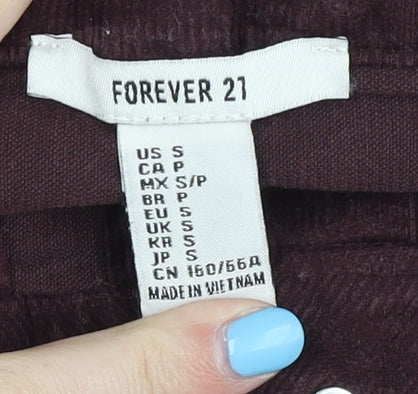 FOREVER 21
US S
CA P
MX S/P
BR P
EU S
UK S
KR S
JP S
CN 160/66A
MADE IN VIETNAM